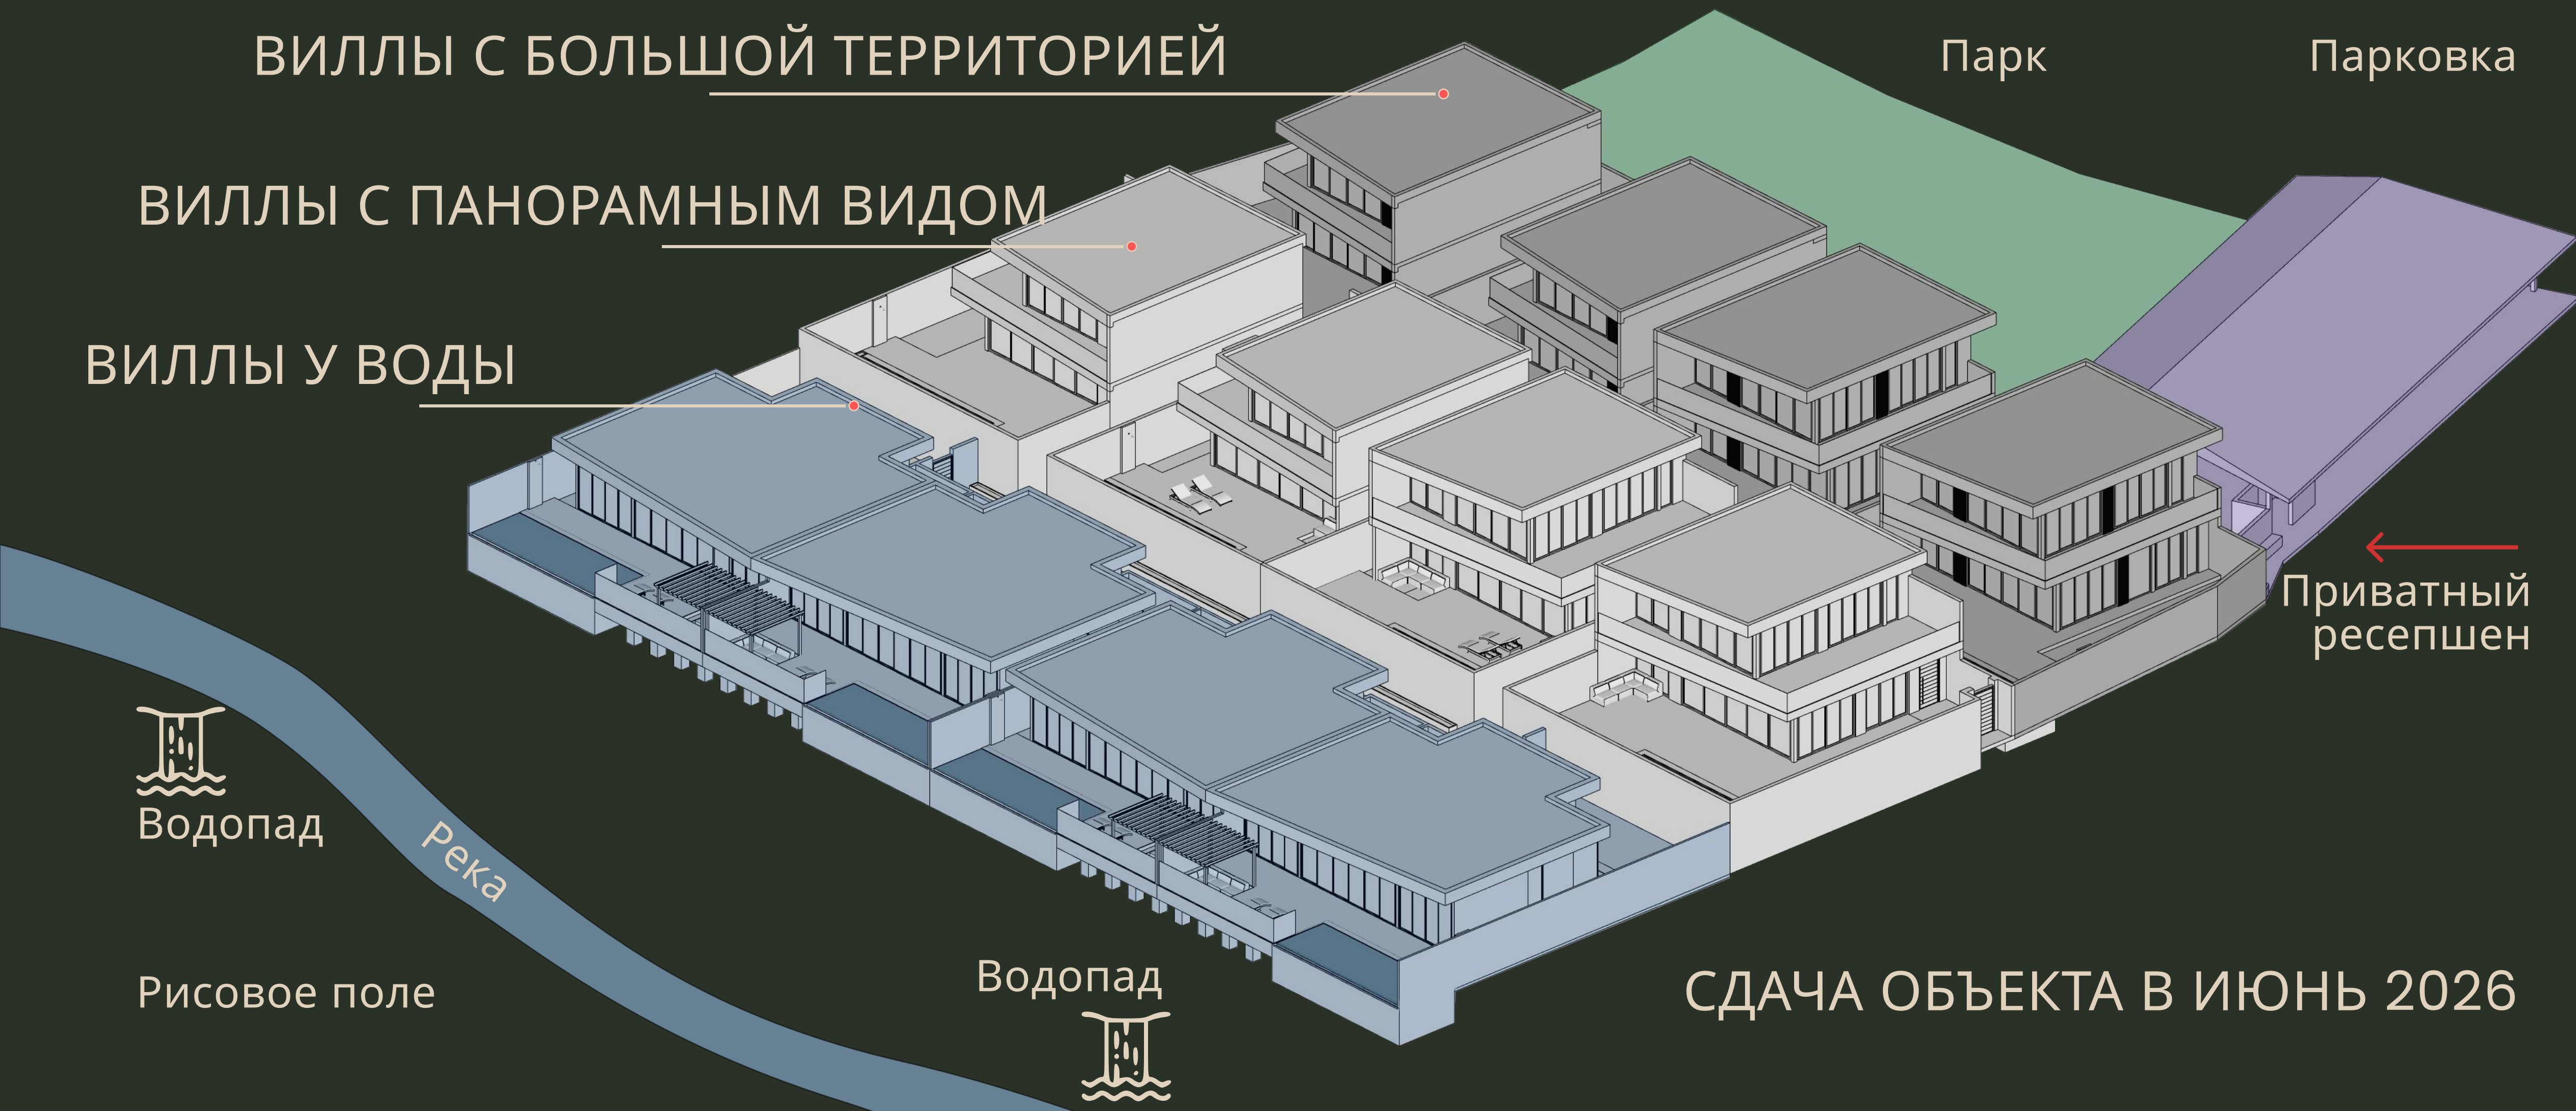 ВИЛЛЫ С БОЛЬШОЙ ТЕРРИТОРИЕЙ
Парк
Парковка
ВИЛЛЫ С ПАНОРАМНЫМ ВИДОМ
ВИЛЛЫ У ВОДЫ
Приватный
ресепшен
Водопад
Река
Рисовое поле
Водопад
СДАЧА ОБЪЕКТА В ИЮНЬ 2026